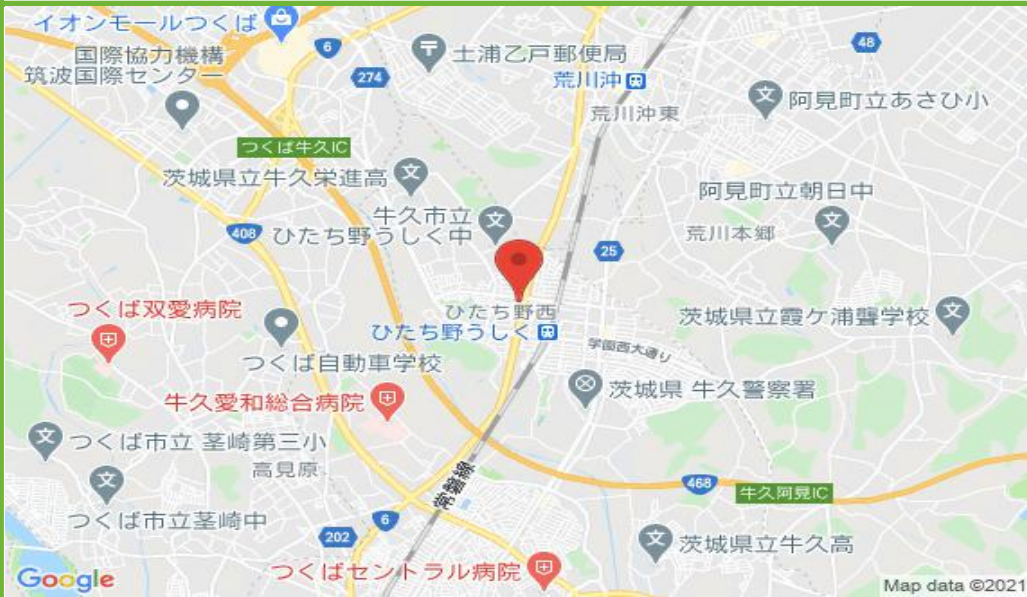 イオンモールつくば
6
国際協力機構
筑波国際センター
274
土浦乙戸郵便局
48
荒川沖
荒川沖東
阿見町立あさひ小
つくば牛久IC
茨城県立牛久栄進高
阿見町立朝日中
牛久市立
ひたち野うしく中
408
25
荒川本郷
つくば双愛病院
ひたち野西
ひたち野うしく
茨城県立霞ケ浦聾学校
学園西大通り
つくば自動車学校
牛久愛和総合病院
茨城県 牛久警察署
つくば市立 茎崎第三小
高見原
常磐線
468
牛久阿見IC
つくば市立茎崎中
6
202
茨城県立牛久高
つくばセントラル病院
Google
Map data ©2021